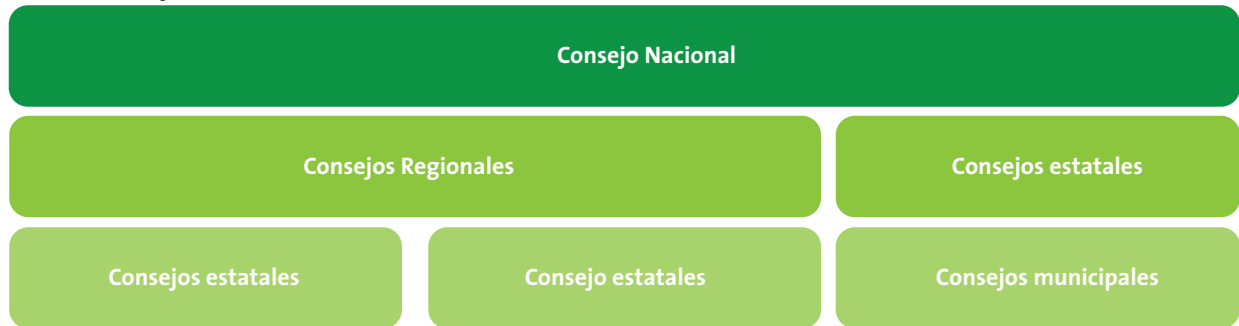 Consejo Nacional
Consejos Regionales
Consejos estatales
Consejos estatales
Consejo estatales
Consejos municipales